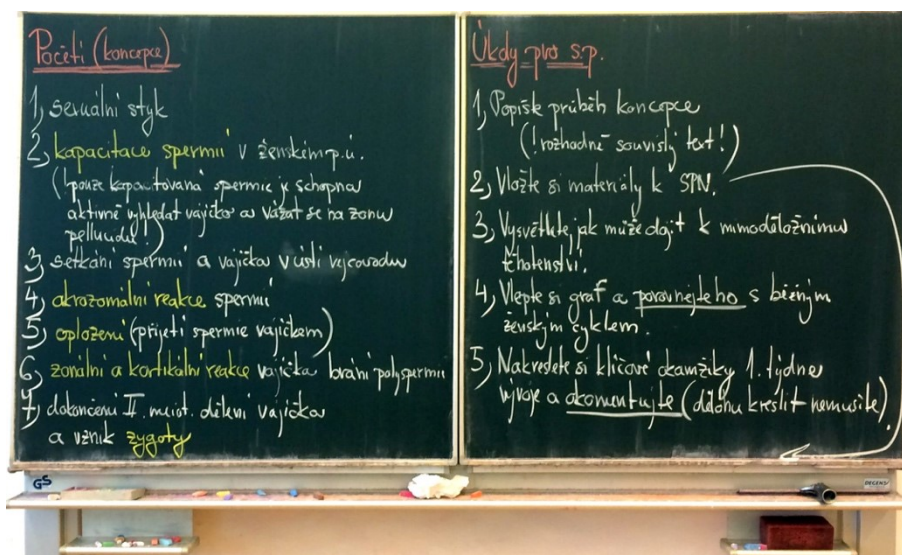 Početí (koncepce)
1, sexuální styk
2, kapacitace spermií v ženském p.ú.
(! pouze kapacitovaná spermie je schopna
aktivně vyhledat vajíčko a vázat se na zonu
pellucidu!)
3, setkání spermií a vajíčka v ústí vejcovodu
4, akrozomální reakce spermií
5, oplození (přijetí spermie vajíčkem)
6, zonální a kortikální reakce vajíčka brání polyspermii
7, dokončení II. meiot. dělení vajíčka
a vznik zygoty
Úkoly pro s.p.
1, Popište průběh koncepce
(! rozhodně souvislý text!)
2, Vložte si materiály k SPN.
3, Vysvětlete, jak může dojít k mimoděložnímu
těhotenství.
4, Vlepte si graf a porovnejte ho s běžným
ženským cyklem.
5, Nakreslete si klíčové okamžiky 1. týdne
vývoje a okomentujte (dělohu kreslit nemusíte).
GS